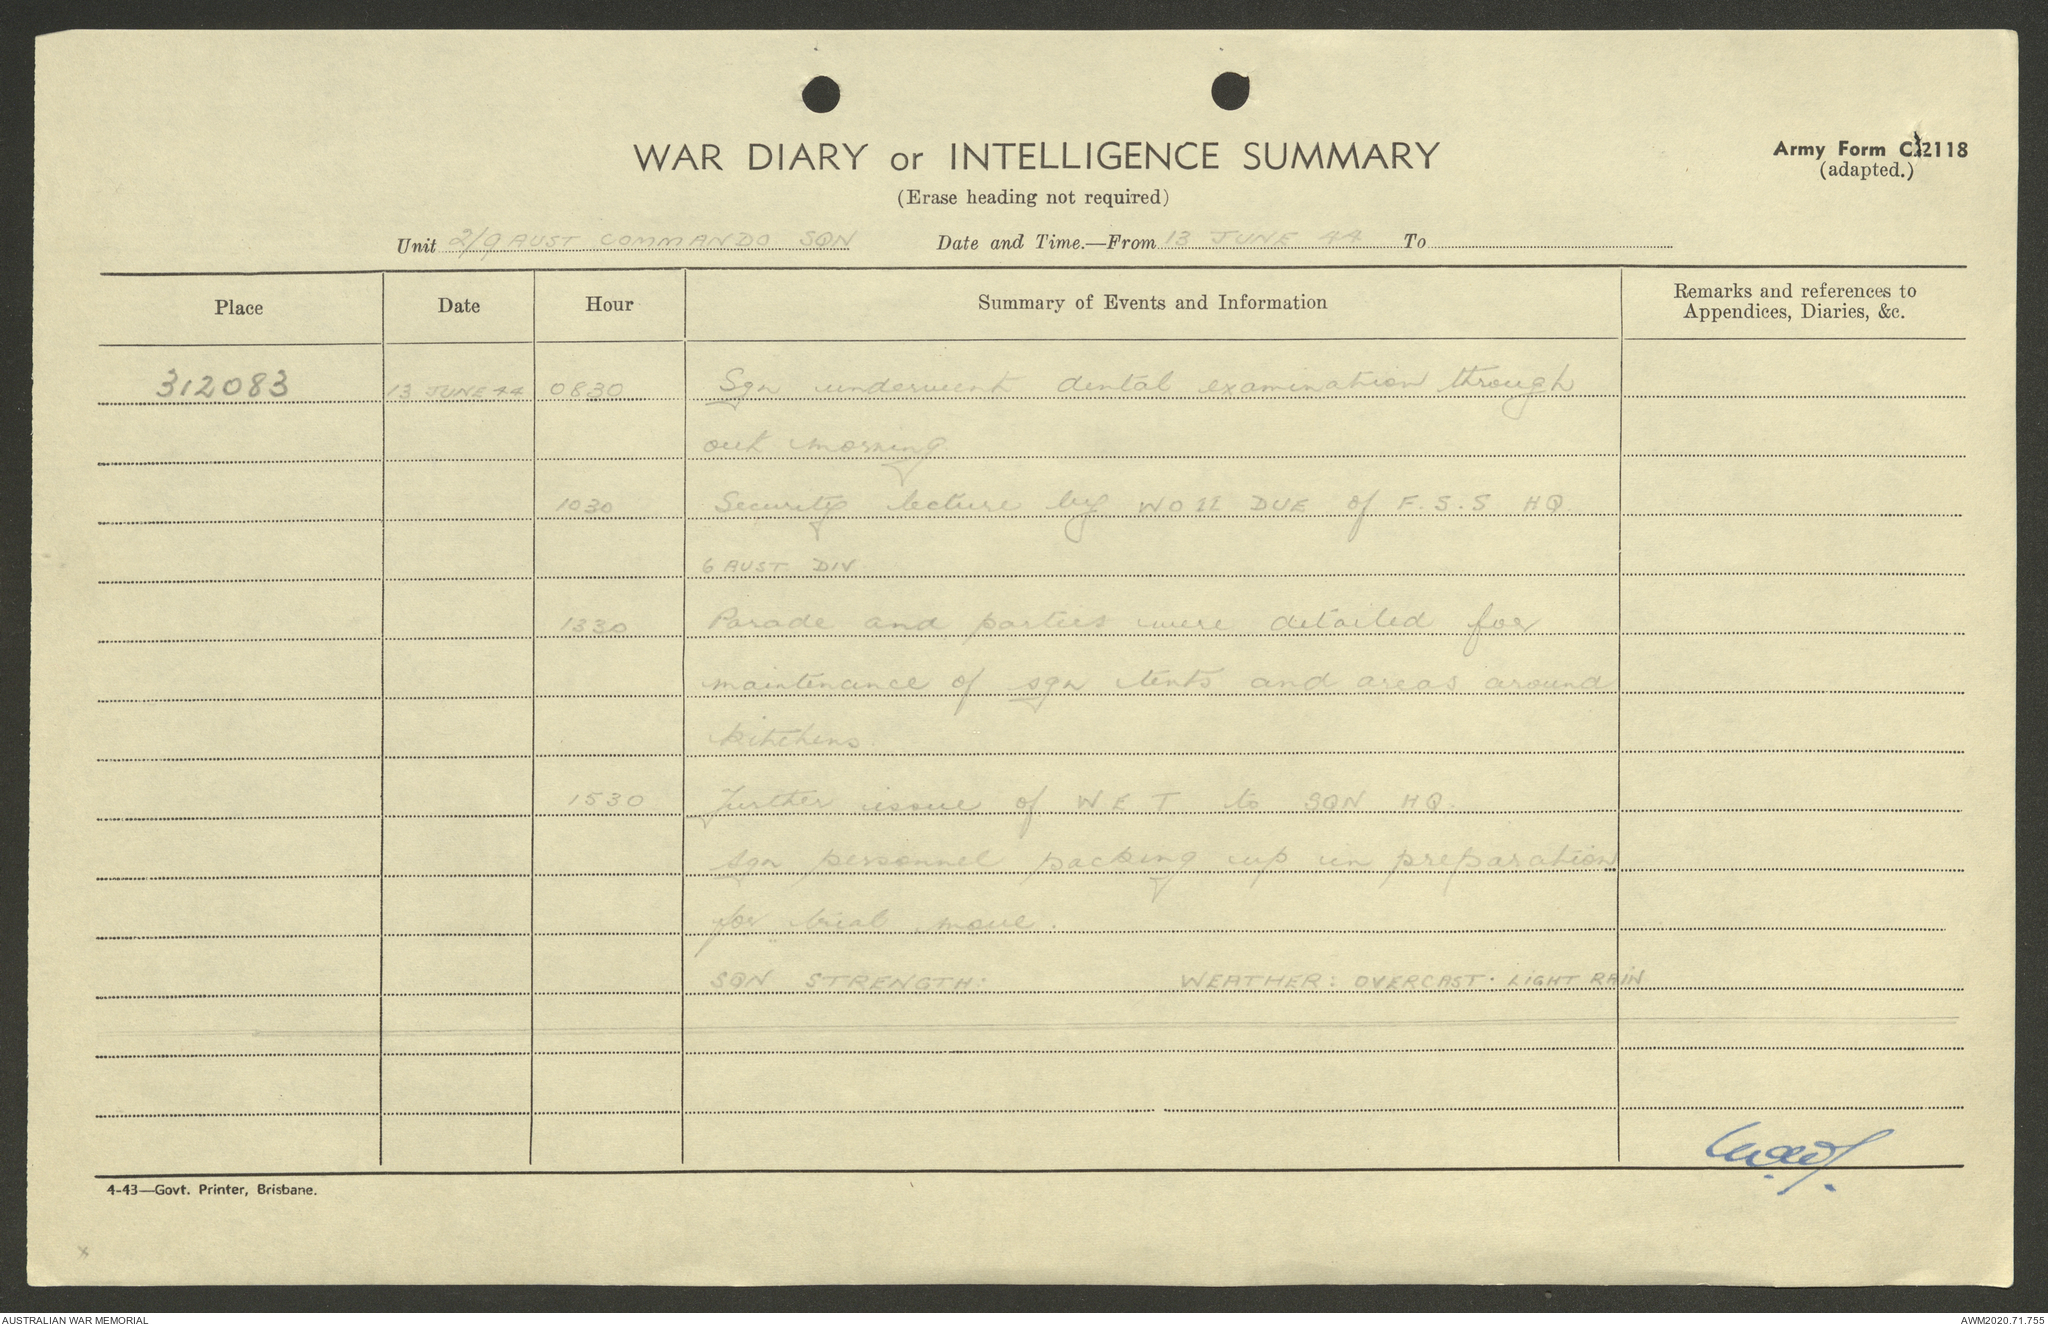 WAR DIARY or INTELLIGENCE SUMMARY
Army Form C.2118
(adapted.)
(Erase heading not required)
Unit 2/9 AUST COMMANDO SQN Date and Time.—From 13 JUNE 44 To
Place Date Hour Summary of Events and Information Remarks and references to
Appendices, Diaries, &c.
312083 13 JUNE 44 0830 Sqn underwent dental examination through
out morning.
1030 Security lecture by WO II DUE of F.S.S HQ
6 AUST DIV
1330 Parade and parties were detailed for
maintenance of sqn tents and areas around
kitchens.
1530 Further issue of W E T to SQN HQ.
Sqn personnel packing up in preparation
for trial move.
SQN STRENGTH: WEATHER: OVERCAST. LIGHT RAIN
4-43—Govt. Printer, Brisbane.
x
AUSTRALIAN WAR MEMORIAL
AWM2020.71.755